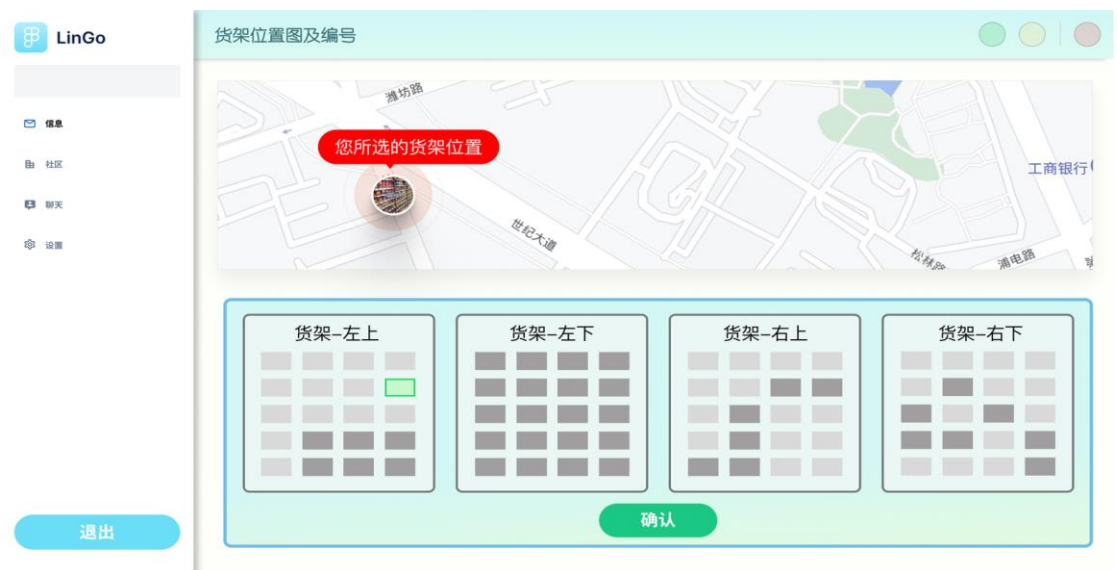 LinGo
信息
社区
聊天
设置
退出
货架位置图及编号
潍坊路
您所选的货架位置
世纪大道
工商银行
松林路
浦电路
货架-左上
货架-左下
货架-右上
货架-右下
确认